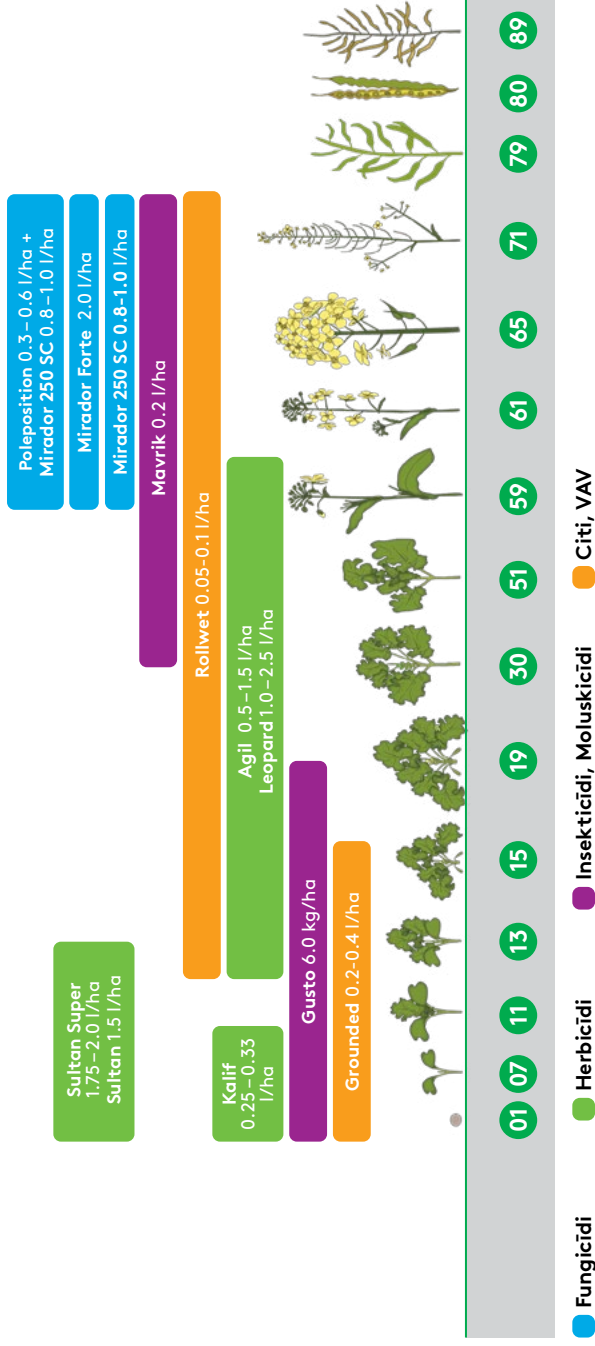 Poleposition 0.3–0.6 l/ha +
Mirador 250 SC 0.8–1.0 l/ha
Mirador Forte 2.0 l/ha
Mirador 250 SC 0.8–1.0 l/ha
Mavrik 0.2 l/ha
Rollwet 0.05-0.1 l/ha
Sultan Super
1.75–2.0 l/ha
Sultan 1.5 l/ha
Agil 0.5–1.5 l/ha
Leopard 1.0–2.5 l/ha
Kalif
0.25–0.33
l/ha
Gusto 6.0 kg/ha
Grounded 0.2-0.4 l/ha
01 07 11 13 15 19 30 51 59 61 65 71 79 80 89
Fungicīdi Herbicīdi Insekticīdi, Moluskicīdi Citi, VAV